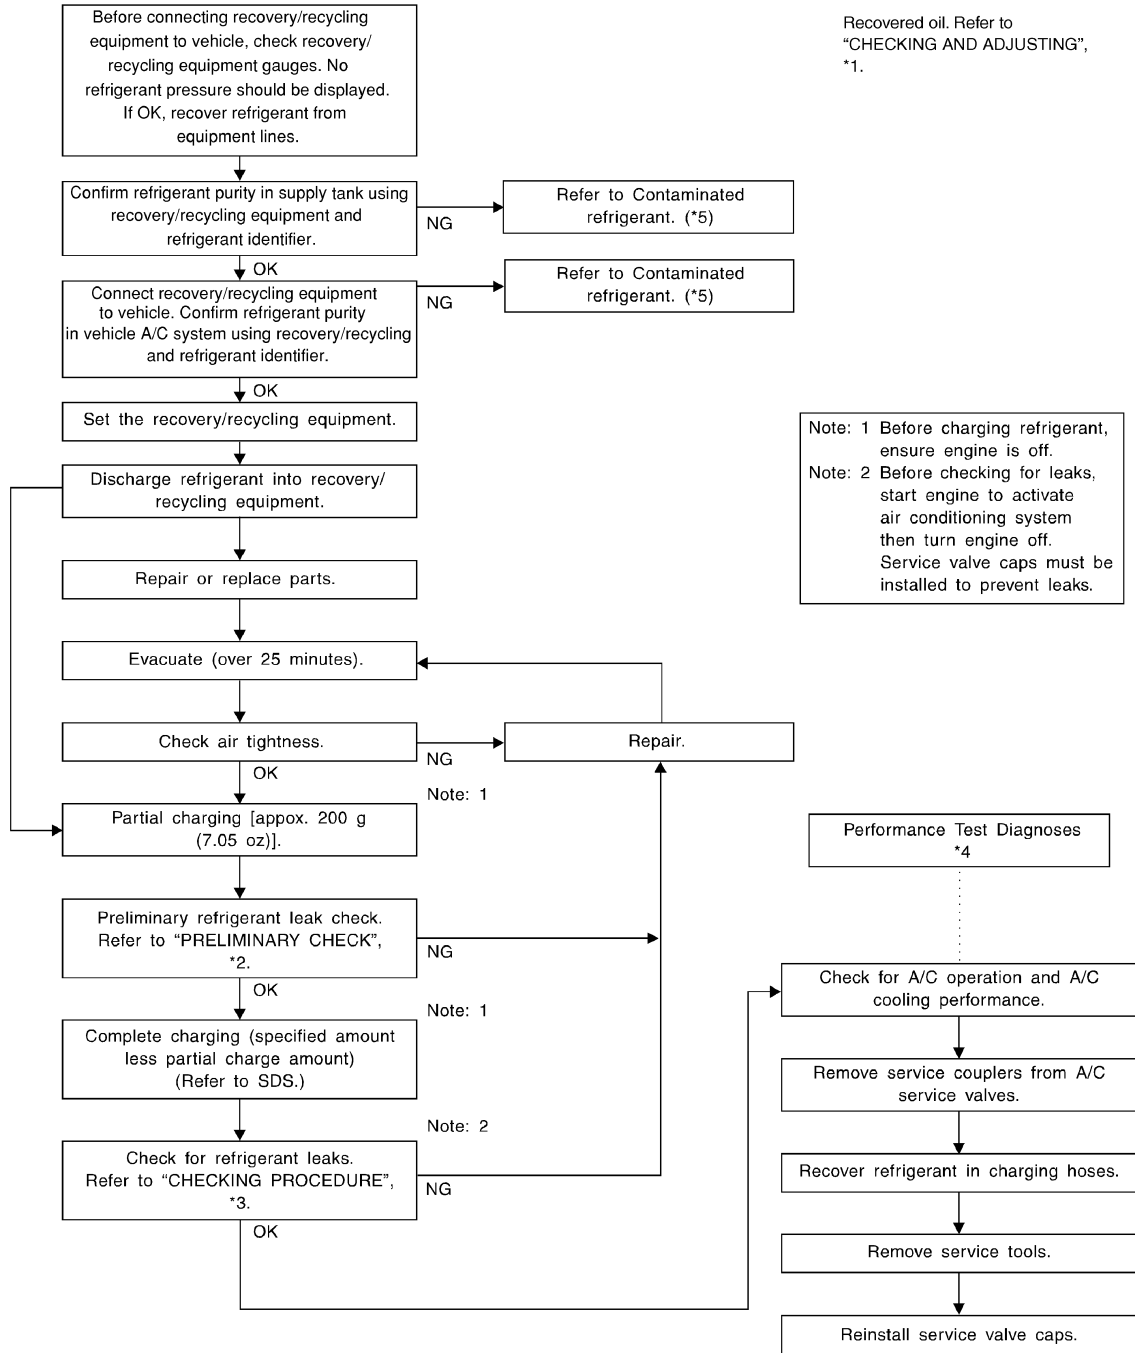 Before connecting recovery/recycling
equipment to vehicle, check recovery/
recycling equipment gauges. No
refrigerant pressure should be displayed.
If OK, recover refrigerant from
equipment lines.
Recovered oil. Refer to
“CHECKING AND ADJUSTING”,
*1.
Confirm refrigerant purity in supply tank using
recovery/recycling equipment and
refrigerant identifier.
NG
Refer to Contaminated
refrigerant. (*5)
OK
Connect recovery/recycling equipment
to vehicle. Confirm refrigerant purity
in vehicle A/C system using recovery/recycling
and refrigerant identifier.
NG
Refer to Contaminated
refrigerant. (*5)
OK
Set the recovery/recycling equipment.
Discharge refrigerant into recovery/
recycling equipment.
Note: 1 Before charging refrigerant,
ensure engine is off.
Note: 2 Before checking for leaks,
start engine to activate
air conditioning system
then turn engine off.
Service valve caps must be
installed to prevent leaks.
Repair or replace parts.
Evacuate (over 25 minutes).
Check air tightness.
NG
Repair.
OK
Note: 1
Partial charging [appox. 200 g
(7.05 oz)].
Preliminary refrigerant leak check.
Refer to “PRELIMINARY CHECK”,
*2.
NG
OK
Note: 1
Complete charging (specified amount
less partial charge amount)
(Refer to SDS.)
Note: 2
Check for refrigerant leaks.
Refer to “CHECKING PROCEDURE”,
*3.
NG
OK
Performance Test Diagnoses
*4
Check for A/C operation and A/C
cooling performance.
Remove service couplers from A/C
service valves.
Recover refrigerant in charging hoses.
Remove service tools.
Reinstall service valve caps.